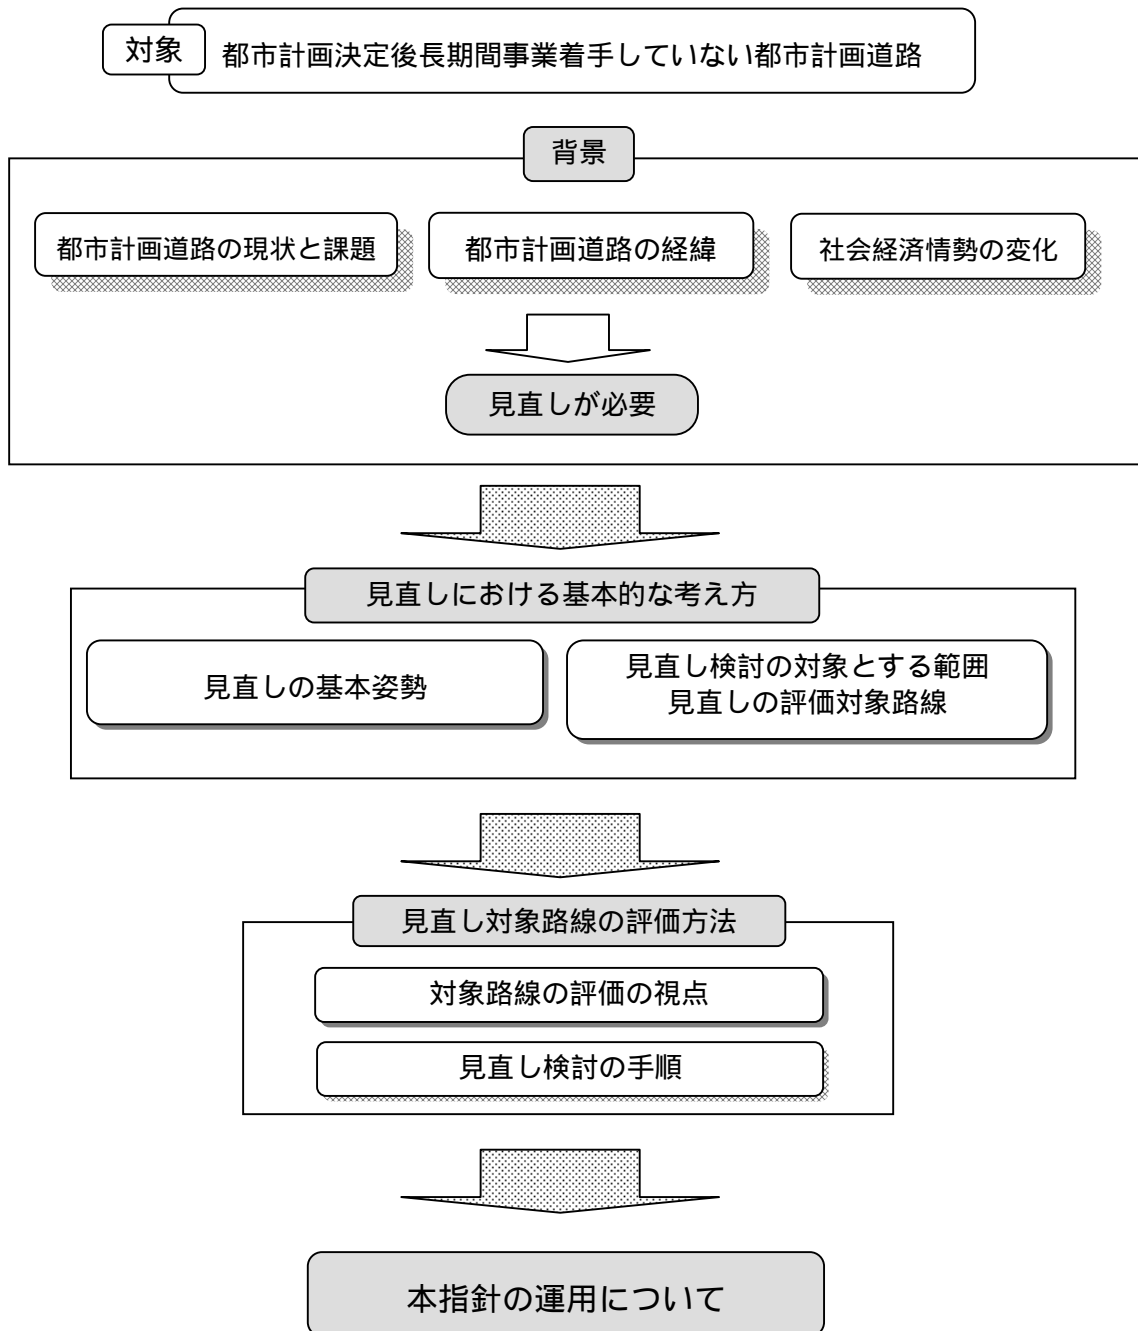 対象
都市計画決定後長期間事業着手していない都市計画道路
背景
都市計画道路の現状と課題
都市計画道路の経緯
社会経済情勢の変化
見直しが必要
見直しにおける基本的な考え方
見直しの基本姿勢
見直し検討の対象とする範囲
見直しの評価対象路線
見直し対象路線の評価方法
対象路線の評価の視点
見直し検討の手順
本指針の運用について